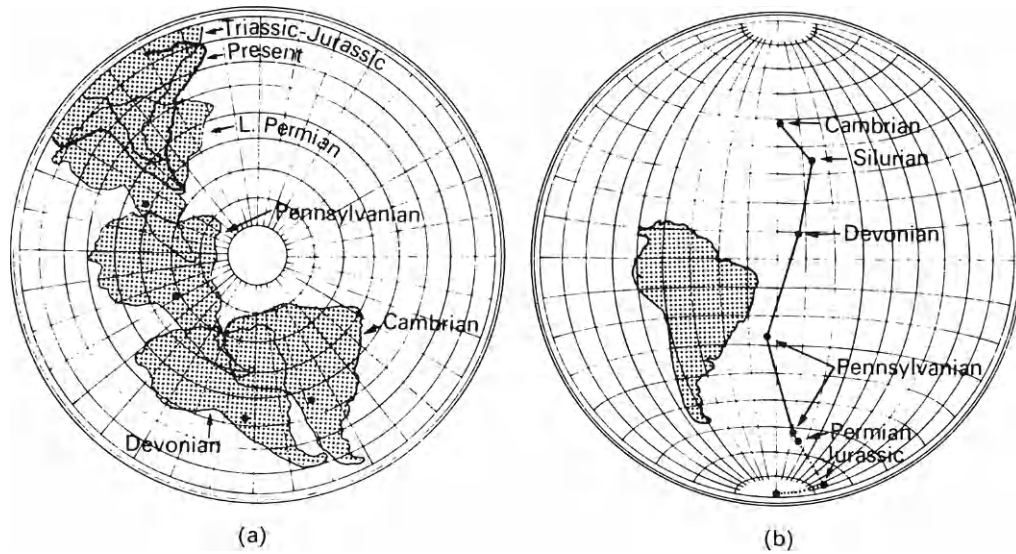 Triassic-Jurassic
Present
L. Permian
Pennsylvanian
Cambrian
Devonian
(a)
Cambrian
Silurian
Devonian
Pennsylvanian
Permian
Jurassic
(b)